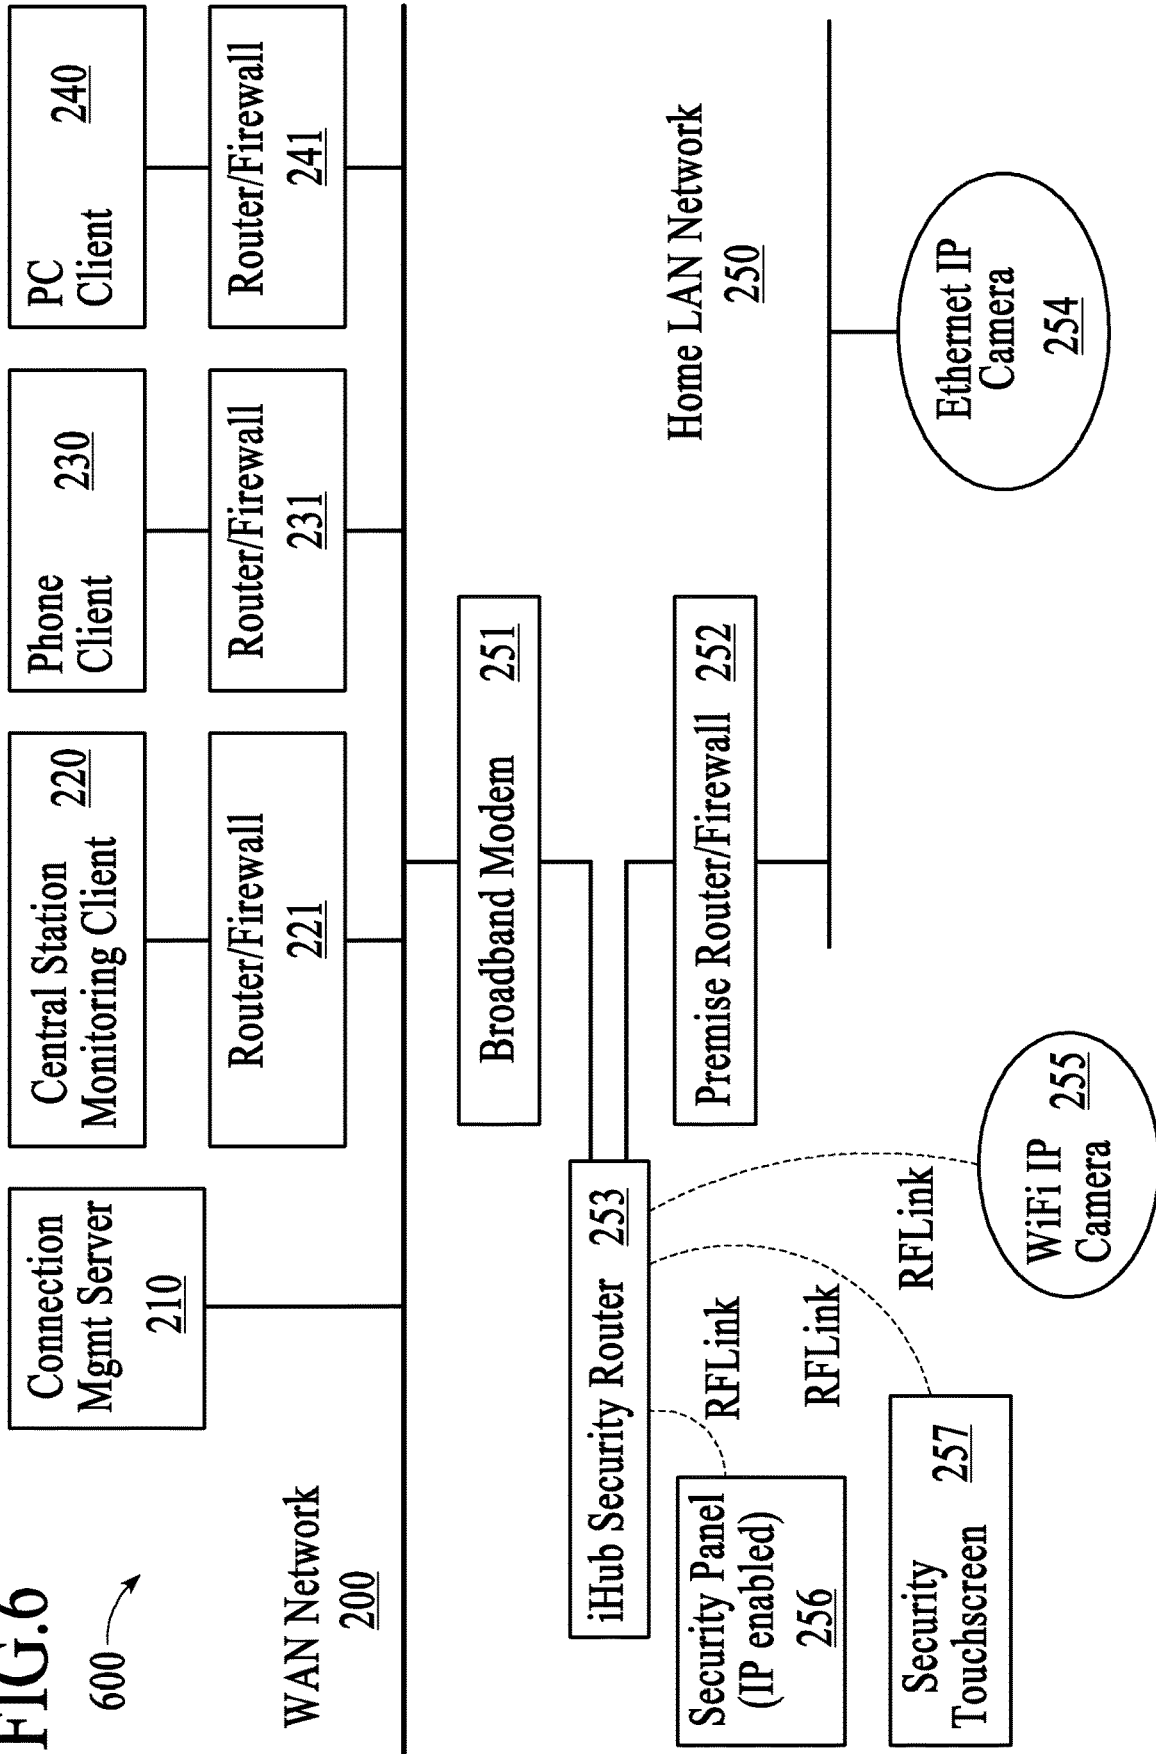 FIG.6
600
WAN Network
200
Connection
Mgmt Server
210
Central Station
Monitoring Client 220
Router/Firewall
221
Phone
Client 230
Router/Firewall
231
PC
Client 240
Router/Firewall
241
Broadband Modem 251
iHub Security Router 253
Premise Router/Firewall 252
Home LAN Network
250
RFLink
RFLink
RFLink
Security Panel
(IP enabled)
256
Security
Touchscreen 257
WiFi IP
Camera 255
Ethernet IP
Camera
254